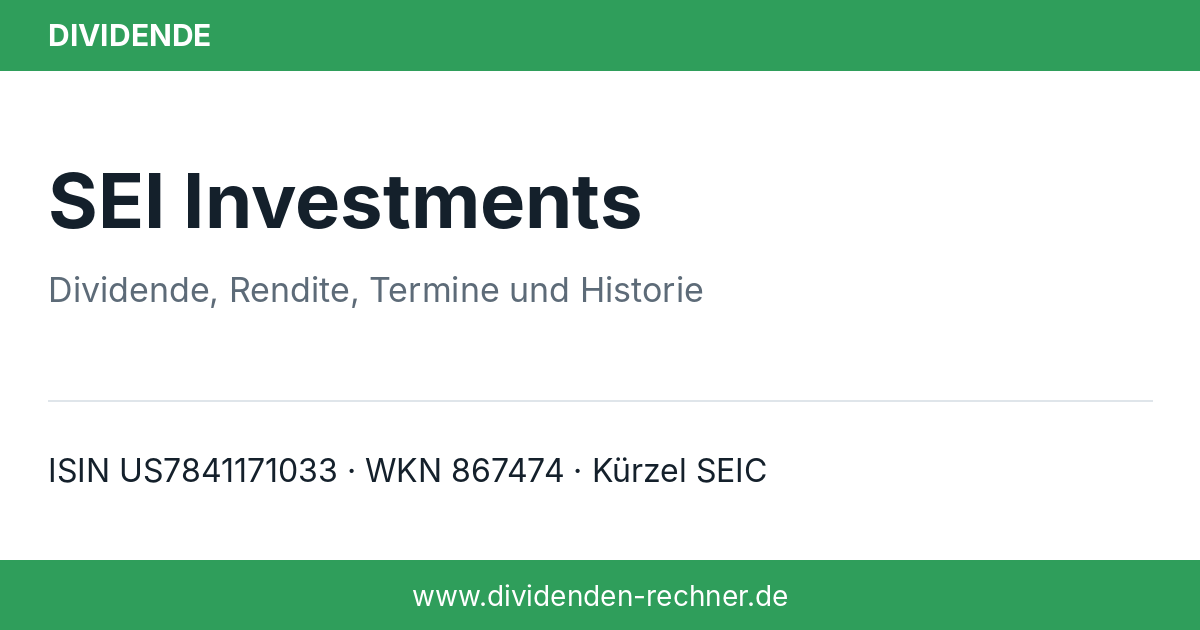 DIVIDENDE
SEI Investments
Dividende, Rendite, Termine und Historie
ISIN US7841171033 · WKN 867474 · Kürzel SEIC
www.dividenden-rechner.de